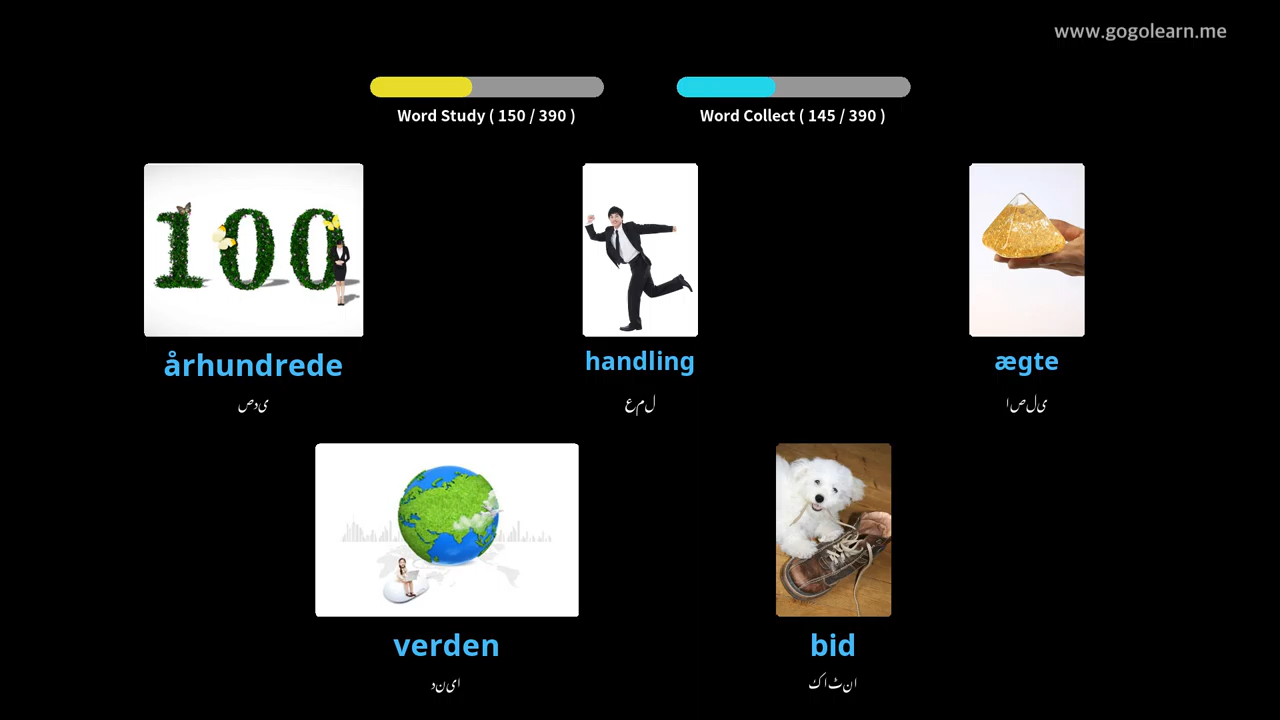 www.gogolearn.me
Word Study ( 150 / 390 )
Word Collect ( 145 / 390 )
århundrede
handling
ægte
صدی
عمل
اصلی
verden
bid
دنیا
کاٹنا